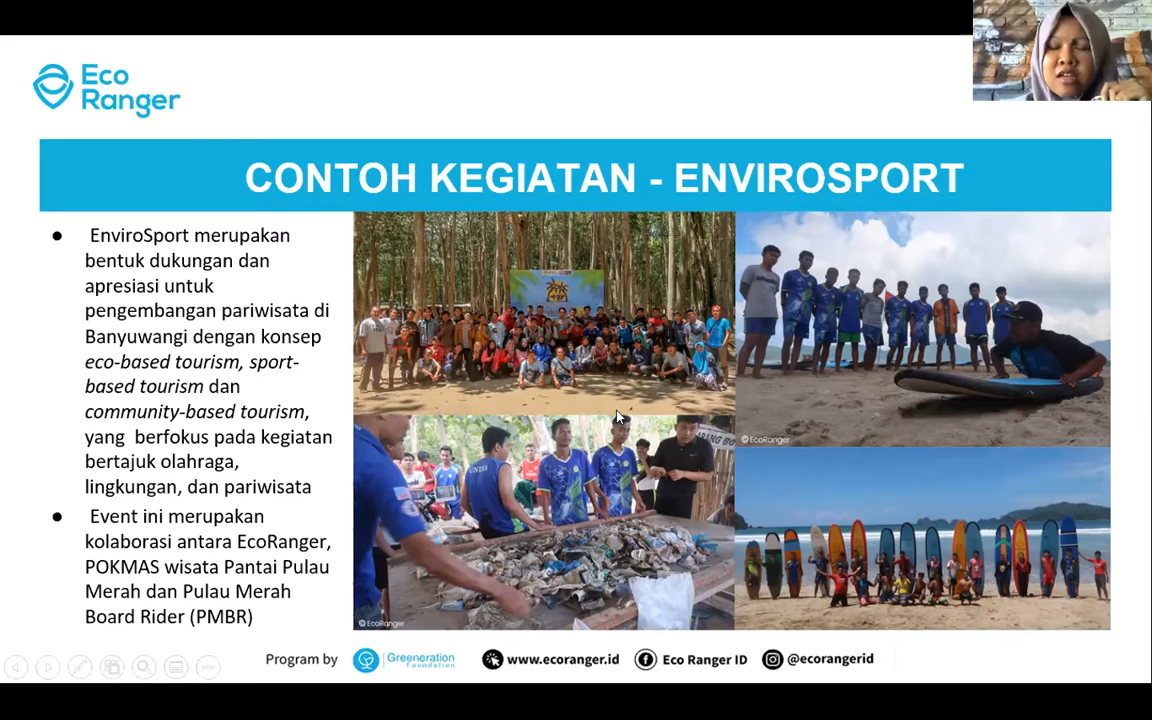 Eco
Ranger
CONTOH KEGIATAN - ENVIROSPORT
● EnviroSport merupakan
bentuk dukungan dan
apresiasi untuk
pengembangan pariwisata di
Banyuwangi dengan konsep
eco-based tourism, sport-
based tourism dan
community-based tourism,
yang berfokus pada kegiatan
bertajuk olahraga,
lingkungan, dan pariwisata
● Event ini merupakan
kolaborasi antara EcoRanger,
POKMAS wisata Pantai Pulau
Merah dan Pulau Merah
Board Rider (PMBR)
©EcoRanger
©EcoRanger
Program by
Greeneration
Foundation
www.ecoranger.id
Eco Ranger ID
@ecorangerid